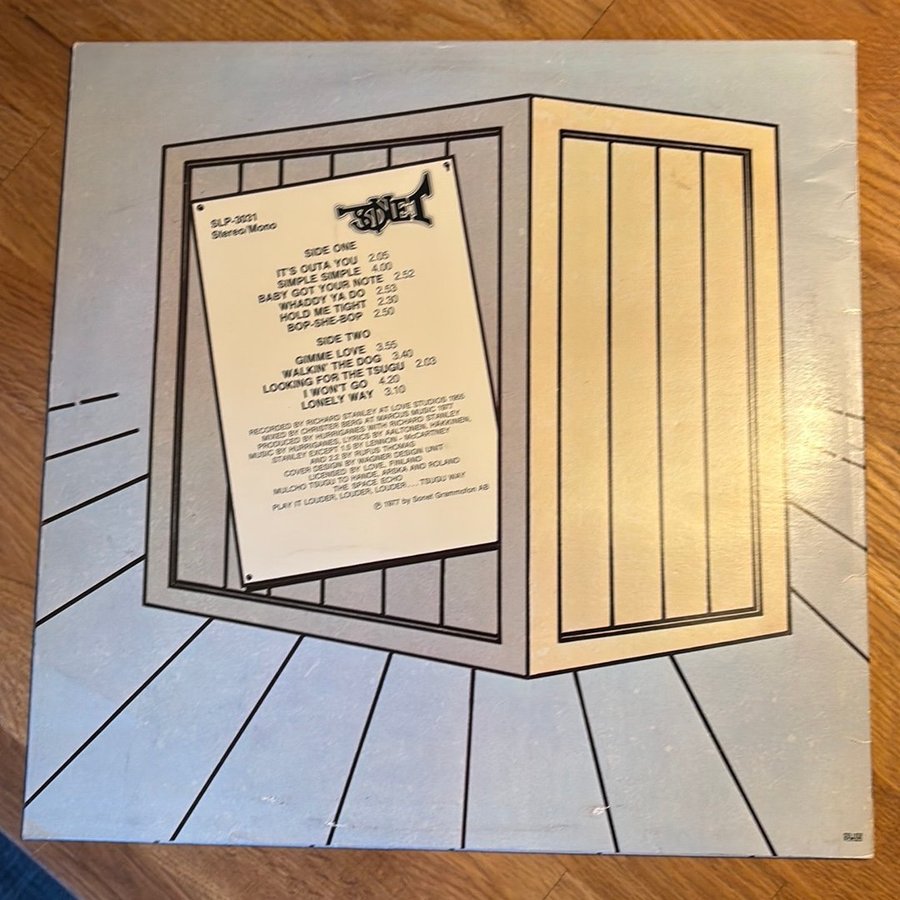 SLP-3031
Stereo/Mono
SONET
SIDE ONE
IT'S OUTA YOU 2.05
SIMPLE SIMPLE 4.00
BABY GOT YOUR NOTE 2.52
WHADDY YA DO 2.53
HOLD ME TIGHT 2.30
BOP-SHE-BOP 2.50
SIDE TWO
GIMME LOVE 3.55
WALKIN' THE DOG 3.40
LOOKING FOR THE TSUGU 2.03
I WON'T GO 4.20
LONELY WAY 3.10
RECORDED BY RICHARD STANLEY AT LOVE STUDIOS
MIXED BY CHRISTER BERG AT MARCUS MUSIC 1977
PRODUCED BY HURRIGANES WITH RICHARD STANLEY
MUSIC BY HURRIGANES, LYRICS BY AALTONEN, HÄKKINEN,
STANLEY EXCEPT 1.5 BY LENNON - McCARTNEY
AND 2.2 BY RUFUS THOMAS
COVER DESIGN BY WAGNER DESIGN UNIT
LICENSED BY LOVE, FINLAND
MULCHO TSUGU TO HANDE, ARSKA AND ROLAND
THE SPACE ECHO
PLAY IT LOUDER, LOUDER, LOUDER.... TSUGU WAY
℗ 1977 by Sonet Grammofon AB